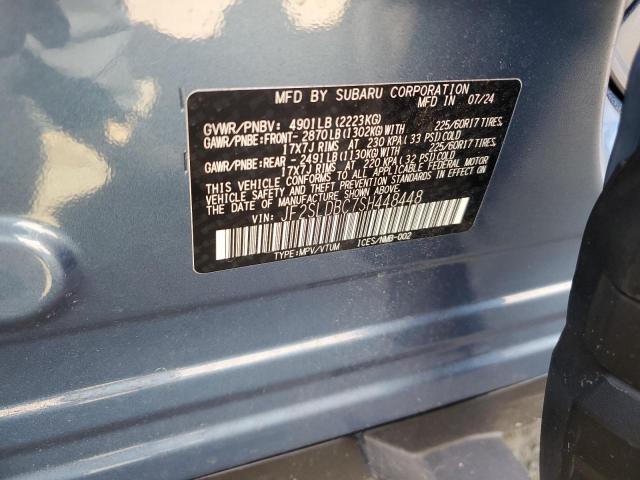 MFD BY SUBARU CORPORATION
MFD IN 07/24
GVWR/PNBV: 4901LB(2223KG)
GAWR/PNBE:FRONT- 2870LB(1302KG)WITH 225/60R17 TIRES,
17X7J RIMS AT 230 KPA(33 PSI)COLD
GAWR/PNBE:REAR - 2491LB(1130KG)WITH 225/60R17 TIRES,
17X7J RIMS AT 220 KPA(32 PSI)COLD
THIS VEHICLE CONFORMS TO ALL APPLICABLE FEDERAL MOTOR
VEHICLE SAFETY AND THEFT PREVENTION STANDARDS IN EFFECT ON
THE DATE OF MANUFACTURE SHOWN ABOVE.
VIN: JF2SLDBC7SH448448
TYPE:MPV/VTUM ICES/NMB-002